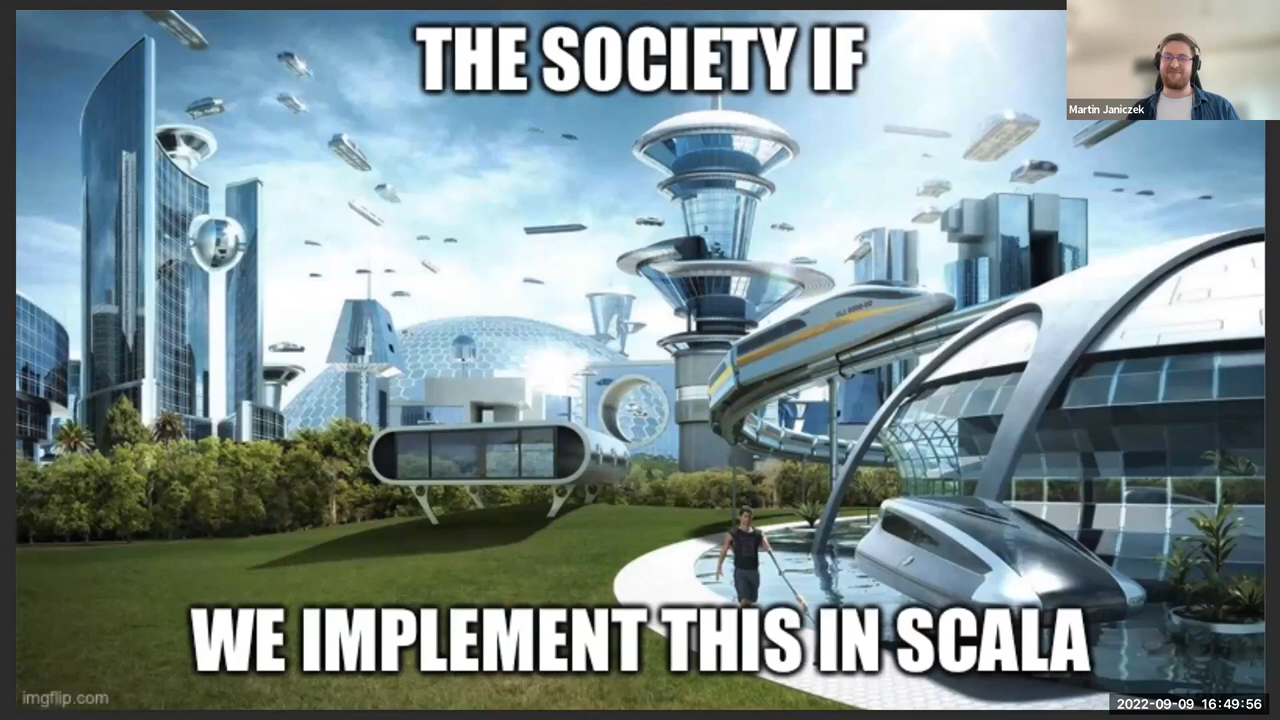 THE SOCIETY IF
Martin Janiczek
WE IMPLEMENT THIS IN SCALA
imgflip.com
2022-09-09 16:49:56